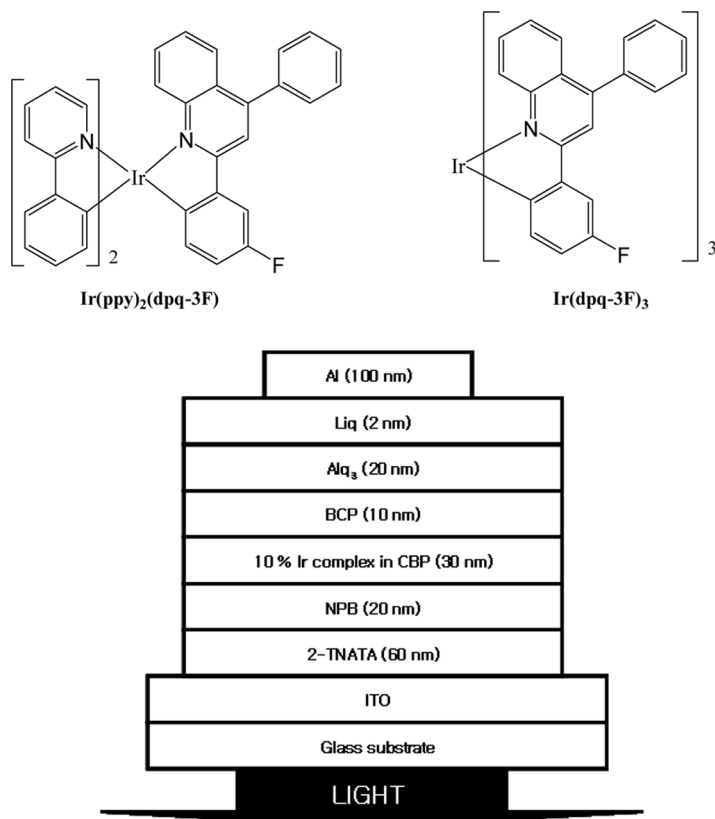 N
N
Ir
2
F
Ir(ppy)₂(dpq-3F)
N
Ir
F
3
Ir(dpq-3F)₃
Al (100 nm)
Liq (2 nm)
Alq₃ (20 nm)
BCP (10 nm)
10 % Ir complex in CBP (30 nm)
NPB (20 nm)
2-TNATA (60 nm)
ITO
Glass substrate
LIGHT